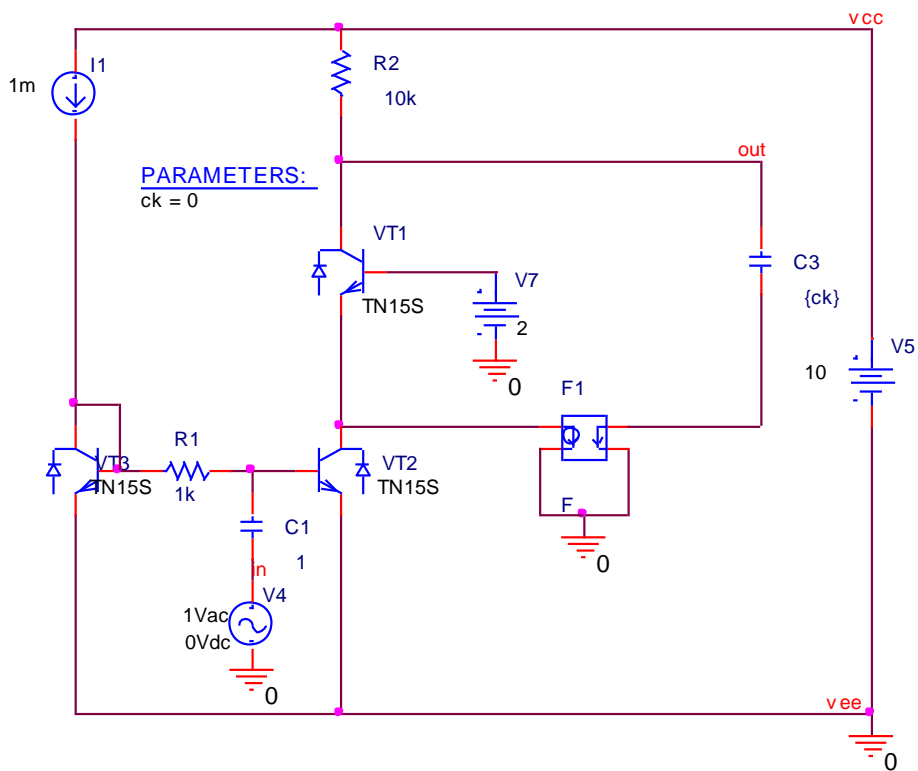 vcc
I1
1m
R2
10k
out
PARAMETERS:
ck = 0
VT1
TN15S
V7
2
0
C3
{ck}
V5
10
F1
F
0
VT3
TN15S
R1
1k
VT2
TN15S
C1
1
in
V4
1Vac
0Vdc
0
vee
0